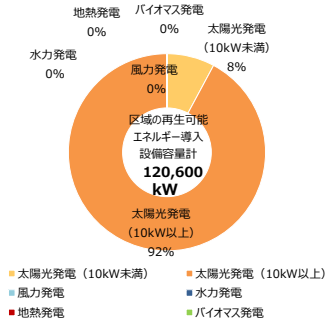 地熱発電
0%
バイオマス発電
0%
太陽光発電
（10kW未満）
8%
水力発電
0%
風力発電
0%
区域の再生可能
エネルギー導入
設備容量計
120,600
kW
太陽光発電
（10kW以上）
92%
太陽光発電（10kW未満）
太陽光発電（10kW以上）
風力発電
水力発電
地熱発電
バイオマス発電